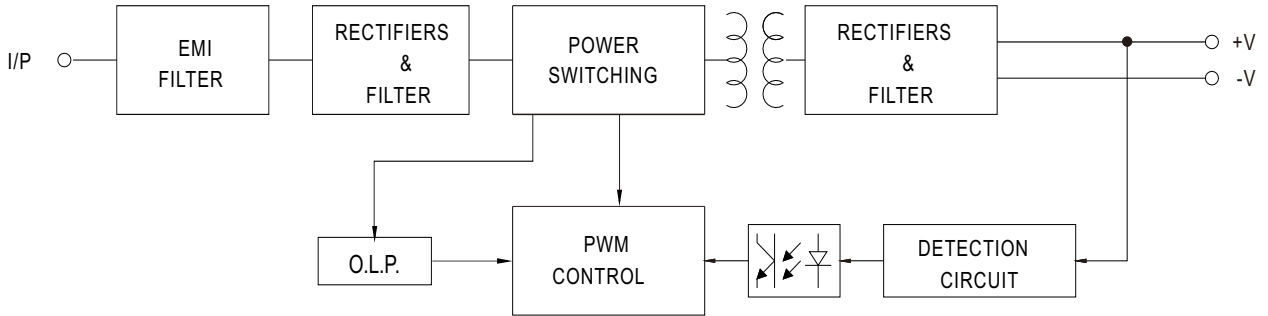 I/P
EMI
FILTER
RECTIFIERS
&
FILTER
POWER
SWITCHING
RECTIFIERS
&
FILTER
+V
-V
O.L.P.
PWM
CONTROL
DETECTION
CIRCUIT